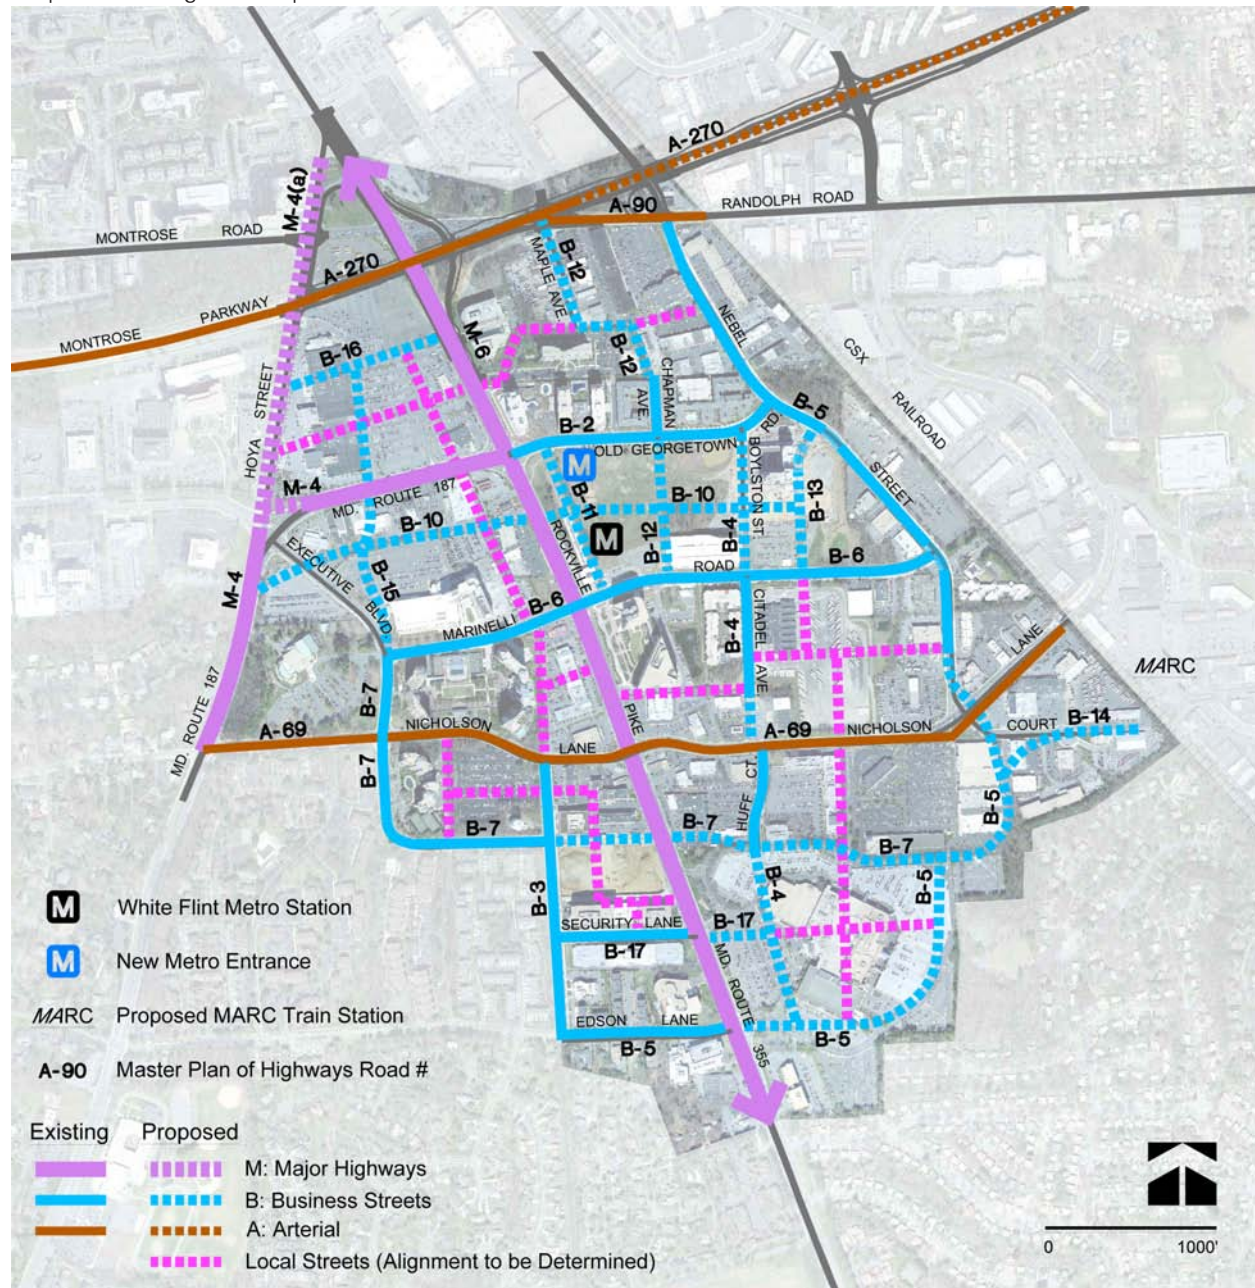 A-270
M-4(a)
A-90
RANDOLPH ROAD
MONTROSE ROAD
A-270
B-12
MAPLE AVE.
MONTROSE PARKWAY
NEBEL
M-6
CSX RAILROAD
B-16
B-12
CHAPMAN AVE
HOYA STREET
B-5
B-2
RD.
OLD GEORGETOWN
BOYLSTON ST.
STREET
M
M-4
MD. ROUTE 187
B-11
B-10
B-13
B-10
ROCKVILLE
M
B-12
B-4
EXECUTIVE BLVD.
B-15
ROAD
B-6
M-4
B-6
MARINELLI
CITADEL AVE
B-4
LANE
MARC
MD. ROUTE 187
B-7
A-69
NICHOLSON
PIKE
A-69
NICHOLSON
COURT
B-14
LANE
B-7
HUFF CT.
B-5
B-7
B-7
B-7
B-5
B-3
B-4
SECURITY LANE
B-17
B-17
MD. ROUTE 355
EDSON LANE
B-5
B-5
M White Flint Metro Station
M New Metro Entrance
MARC Proposed MARC Train Station
A-90 Master Plan of Highways Road #
Existing Proposed
M: Major Highways
B: Business Streets
A: Arterial
Local Streets (Alignment to be Determined)
0 1000'